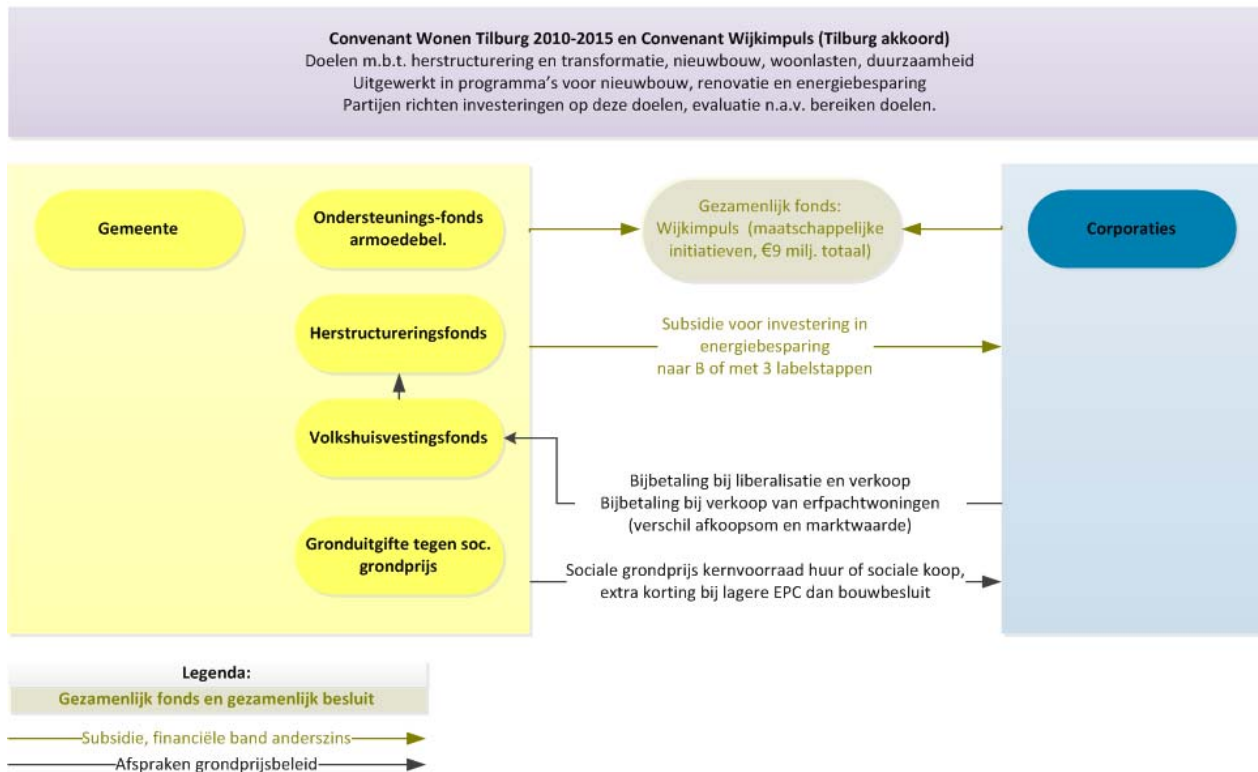 Convenant Wonen Tilburg 2010-2015 en Convenant Wijkimpuls (Tilburg akkoord)
Doelen m.b.t. herstructurering en transformatie, nieuwbouw, woonlasten, duurzaamheid
Uitgewerkt in programma's voor nieuwbouw, renovatie en energiebesparing
Partijen richten investeringen op deze doelen, evaluatie n.a.v. bereiken doelen.
Gemeente
Ondersteunings-fonds
armoedebel.
Gezamenlijk fonds:
Wijkimpuls (maatschappelijke
initiatieven, €9 milj. totaal)
Corporaties
Herstructureringsfonds
Subsidie voor investering in
energiebesparing
naar B of met 3 labelstappen
Volkshuisvestingsfonds
Bijbetaling bij liberalisatie en verkoop
Bijbetaling bij verkoop van erfpachtwoningen
(verschil afkoopsom en marktwaarde)
Gronduitgifte tegen soc.
grondprijs
Sociale grondprijs kernvoorraad huur of sociale koop,
extra korting bij lagere EPC dan bouwbesluit
Legenda:
Gezamenlijk fonds en gezamenlijk besluit
Subsidie, financiële band anderszins
Afspraken grondprijsbeleid